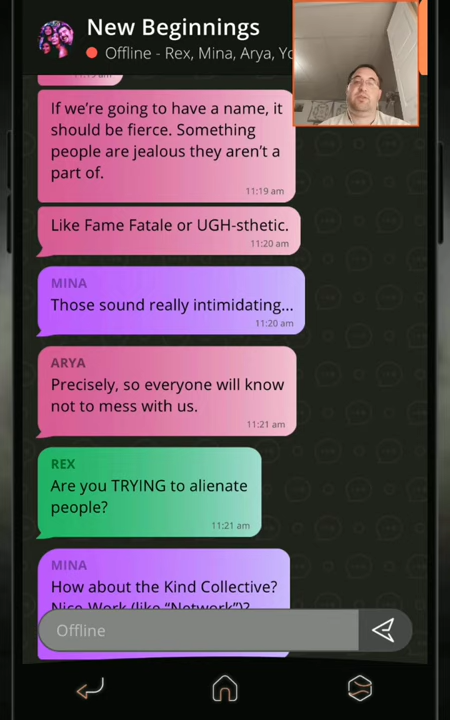 New Beginnings
Offline - Rex, Mina, Arya, Yo
If we’re going to have a name, it
should be fierce. Something
people are jealous they aren’t a
part of.
11:19 am
Like Fame Fatale or UGH-sthetic.
11:20 am
MINA
Those sound really intimidating...
11:20 am
ARYA
Precisely, so everyone will know
not to mess with us.
11:21 am
REX
Are you TRYING to alienate
people?
11:21 am
MINA
How about the Kind Collective?
Nice-Work (like “Network”)?
Offline